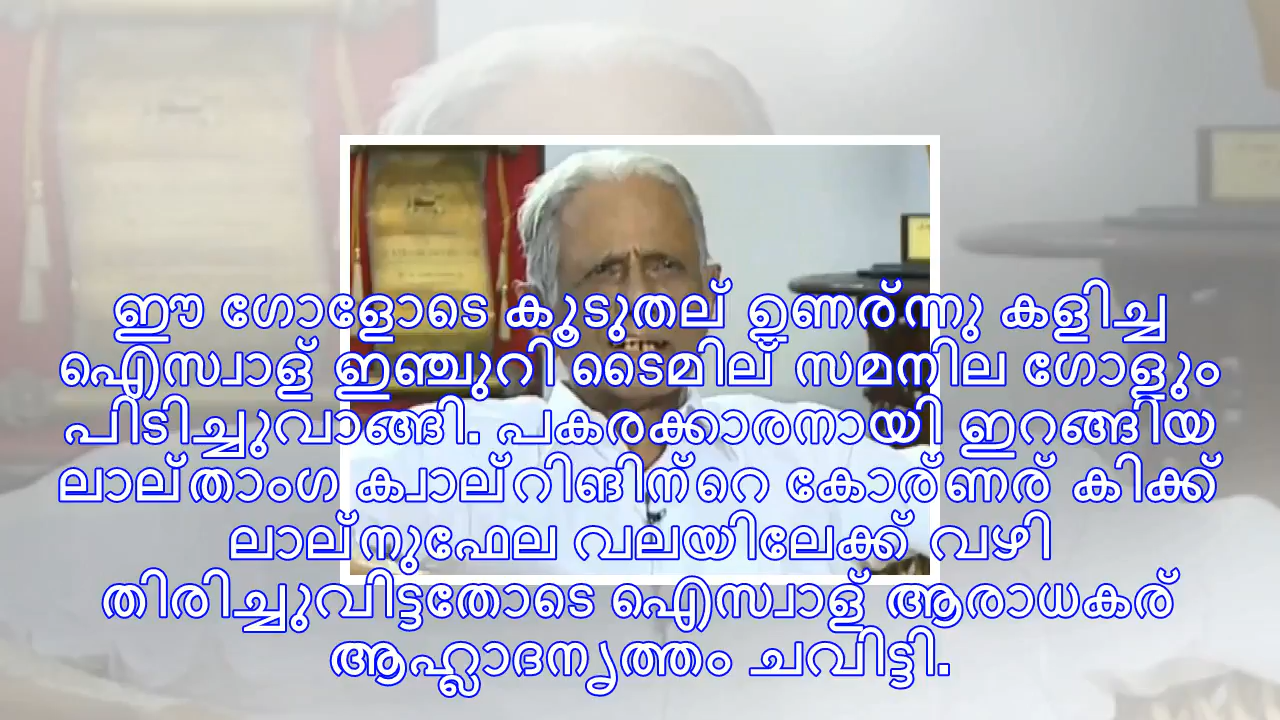 ഈ ഗോളോടെ കൂടുതല് ഉണര്ന്നു കളിച്ച
ഐസ്വാള് ഇഞ്ചുറി ടൈമില് സമനില ഗോളും
പിടിച്ചുവാങ്ങി. പകരക്കാരനായി ഇറങ്ങിയ
ലാല്താംഗ ക്വാല്റിങിന്റെ കോര്ണര് കിക്ക്
ലാല്നുഫേല വലയിലേക്ക് വഴി
തിരിച്ചുവിട്ടതോടെ ഐസ്വാള് ആരാധകര്
ആഹ്ലാദനൃത്തം ചവിട്ടി.